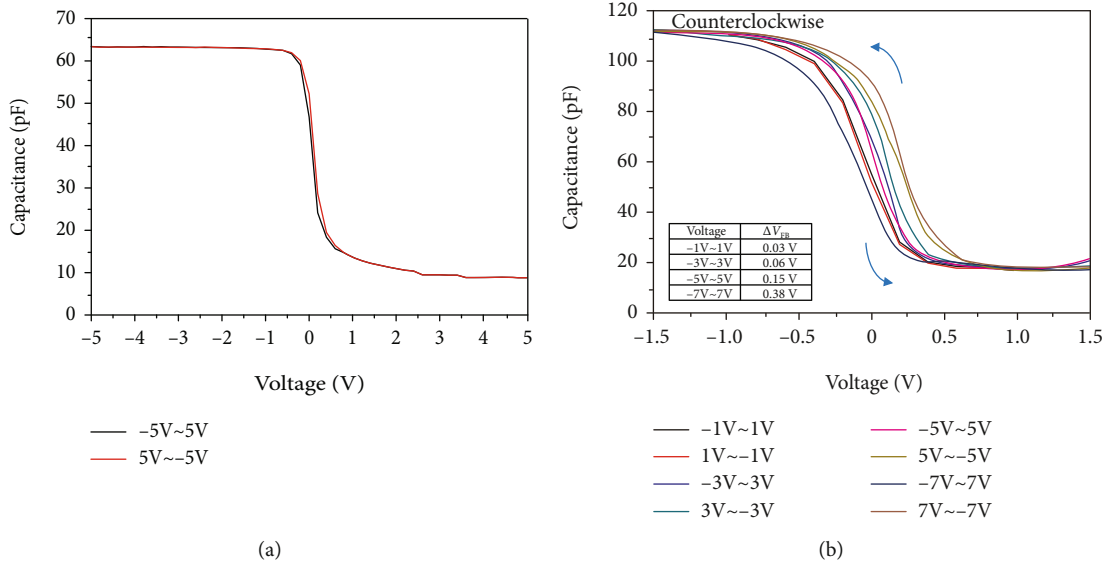 70
60
50
40
30
20
10
0
Capacitance (pF)
–5 –4 –3 –2 –1 0 1 2 3 4 5
Voltage (V)
–5V~5V
5V~–5V
(a)
120
100
80
60
40
20
0
Capacitance (pF)
Counterclockwise
Voltage ΔV_FB
–1V~1V 0.03 V
–3V~3V 0.06 V
–5V~5V 0.15 V
–7V~7V 0.38 V
–1.5 –1.0 –0.5 0 0.5 1.0 1.5
Voltage (V)
–1V~1V
1V~–1V
–3V~3V
3V~–3V
–5V~5V
5V~–5V
–7V~7V
7V~–7V
(b)